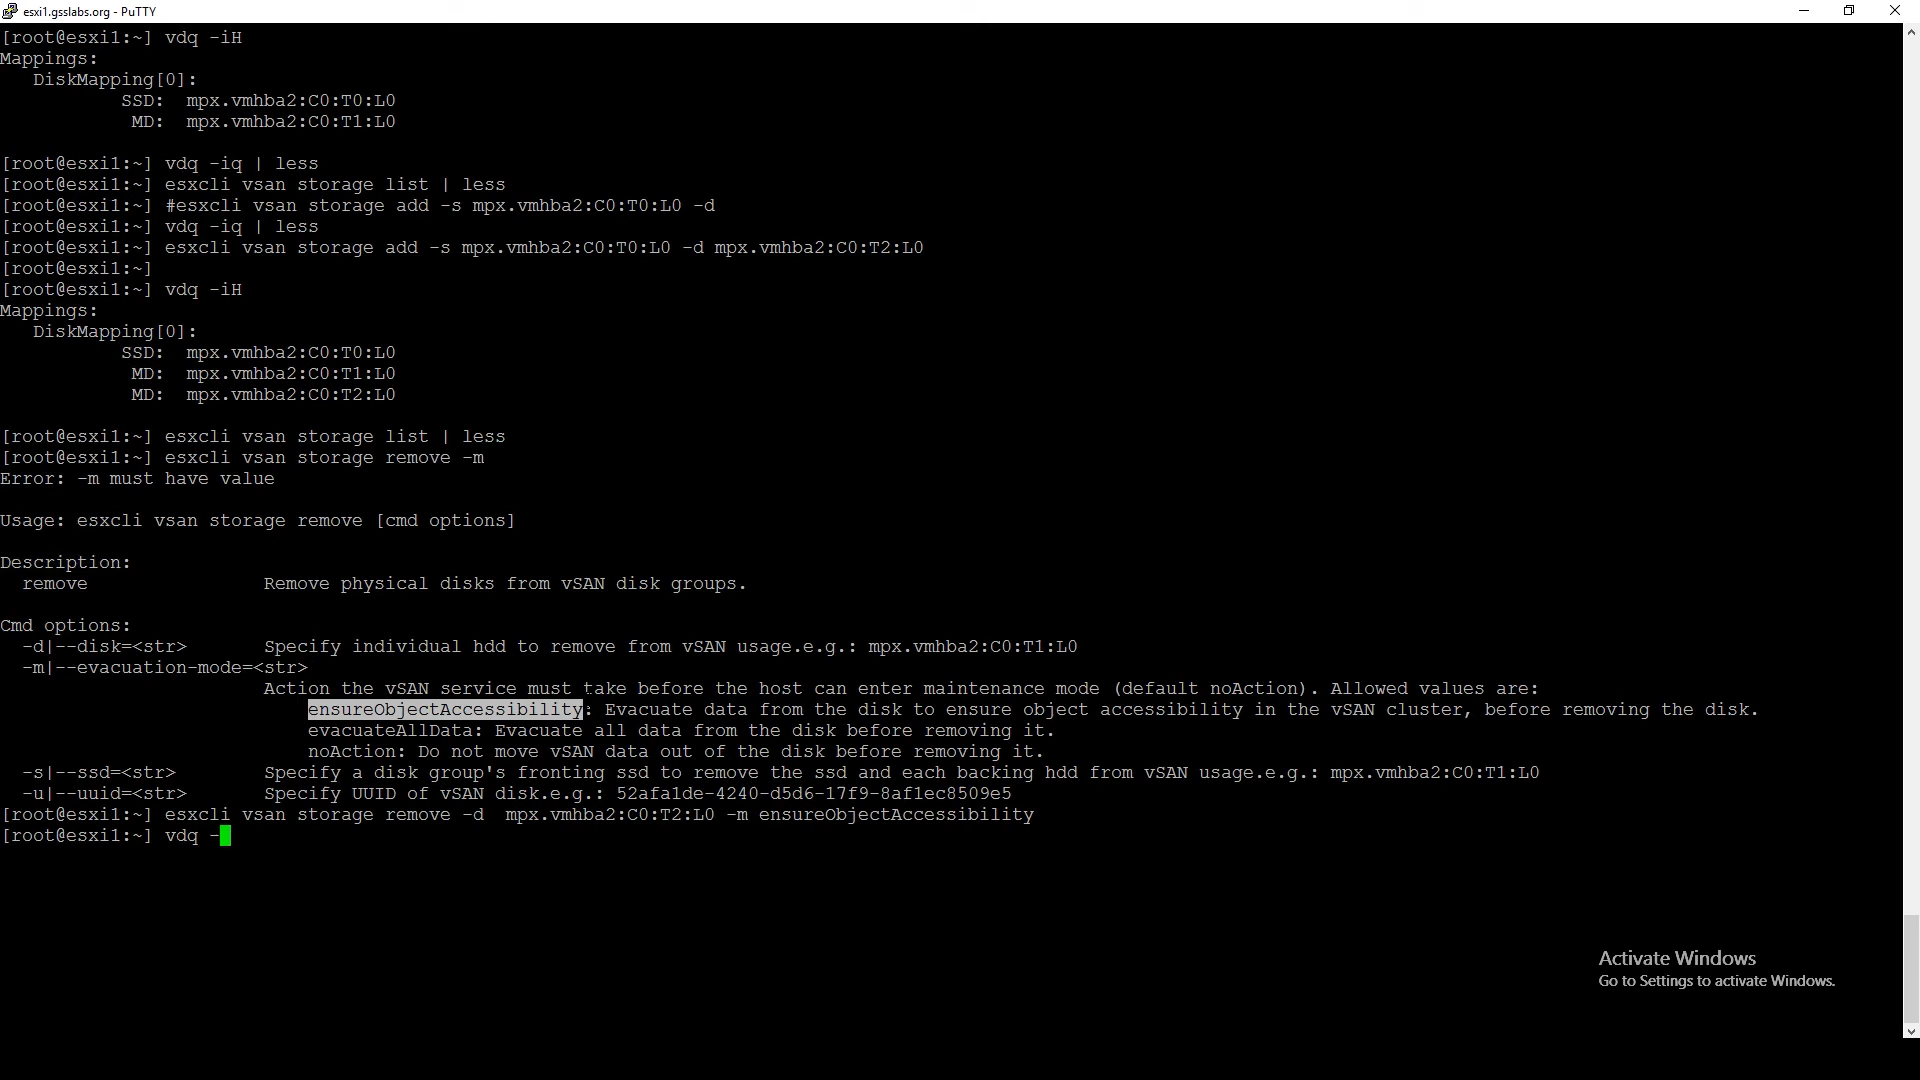 esxi1.gsslabs.org - PuTTY
[root@esxi1:~] vdq -iH
Mappings:
   DiskMapping[0]:
           SSD:  mpx.vmhba2:C0:T0:L0
            MD:  mpx.vmhba2:C0:T1:L0
[root@esxi1:~] vdq -iq | less
[root@esxi1:~] esxcli vsan storage list | less
[root@esxi1:~] #esxcli vsan storage add -s mpx.vmhba2:C0:T0:L0 -d
[root@esxi1:~] vdq -iq | less
[root@esxi1:~] esxcli vsan storage add -s mpx.vmhba2:C0:T0:L0 -d mpx.vmhba2:C0:T2:L0
[root@esxi1:~]
[root@esxi1:~] vdq -iH
Mappings:
   DiskMapping[0]:
           SSD:  mpx.vmhba2:C0:T0:L0
            MD:  mpx.vmhba2:C0:T1:L0
            MD:  mpx.vmhba2:C0:T2:L0
[root@esxi1:~] esxcli vsan storage list | less
[root@esxi1:~] esxcli vsan storage remove -m
Error: -m must have value
Usage: esxcli vsan storage remove [cmd options]
Description:
  remove                Remove physical disks from vSAN disk groups.
Cmd options:
  -d|--disk=<str>       Specify individual hdd to remove from vSAN usage.e.g.: mpx.vmhba2:C0:T1:L0
  -m|--evacuation-mode=<str>
                        Action the vSAN service must take before the host can enter maintenance mode (default noAction). Allowed values are:
                            ensureObjectAccessibility: Evacuate data from the disk to ensure object accessibility in the vSAN cluster, before removing the disk.
                            evacuateAllData: Evacuate all data from the disk before removing it.
                            noAction: Do not move vSAN data out of the disk before removing it.
  -s|--ssd=<str>        Specify a disk group's fronting ssd to remove the ssd and each backing hdd from vSAN usage.e.g.: mpx.vmhba2:C0:T1:L0
  -u|--uuid=<str>       Specify UUID of vSAN disk.e.g.: 52afa1de-4240-d5d6-17f9-8af1ec8509e5
[root@esxi1:~] esxcli vsan storage remove -d  mpx.vmhba2:C0:T2:L0 -m ensureObjectAccessibility
[root@esxi1:~] vdq -
Activate Windows
Go to Settings to activate Windows.